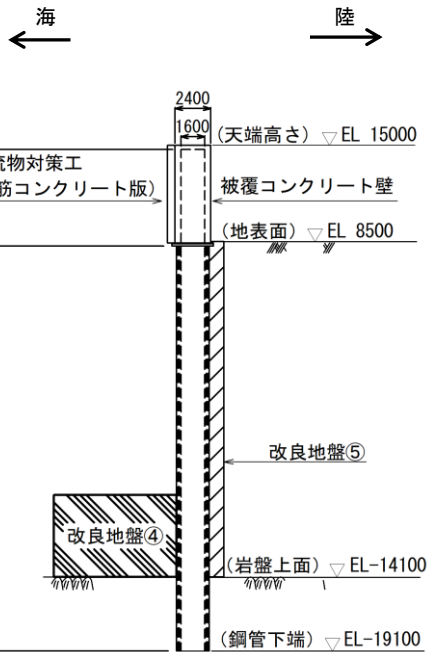 海
陸
2400
1600
(天端高さ) ▽ EL 15000
物対策工
コンクリート版)
被覆コンクリート壁
(地表面) ▽ EL 8500
改良地盤⑤
改良地盤④
(岩盤上面) ▽ EL-14100
(鋼管下端) ▽ EL-19100